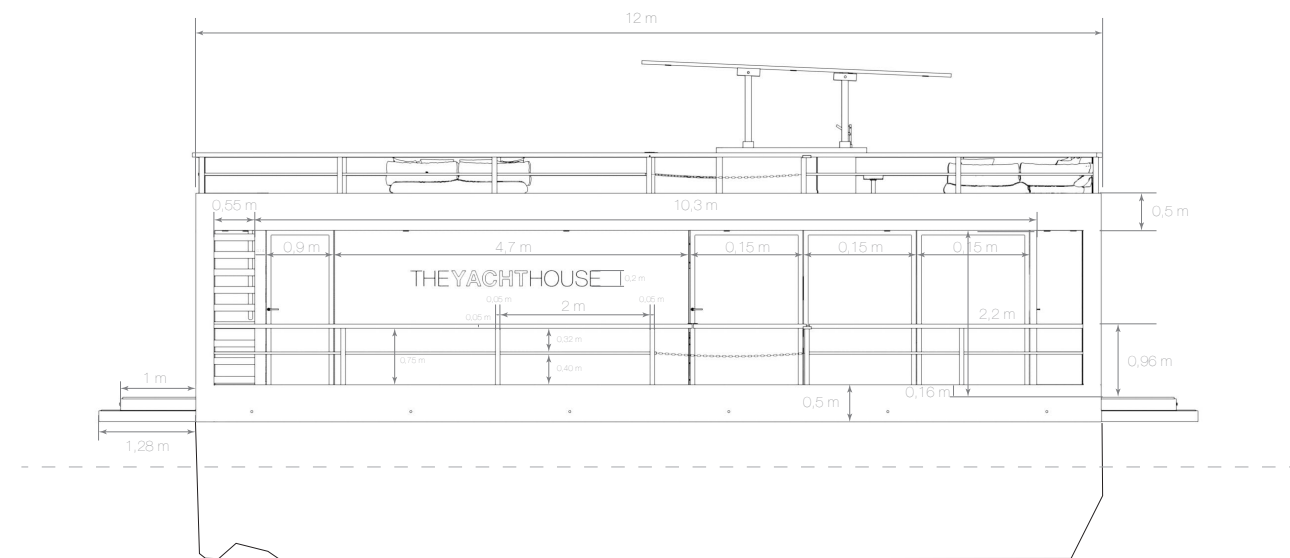 12 m
0,55 m
10,3 m
0,5 m
0,9 m
4,7 m
0,15 m
0,15 m
0,15 m
THEYACHTHOUSE
0,2 m
0,05 m
0,05 m
2 m
0,05 m
2,2 m
0,32 m
0,75 m
0,96 m
0,40 m
1 m
0,16 m
0,5 m
1,28 m